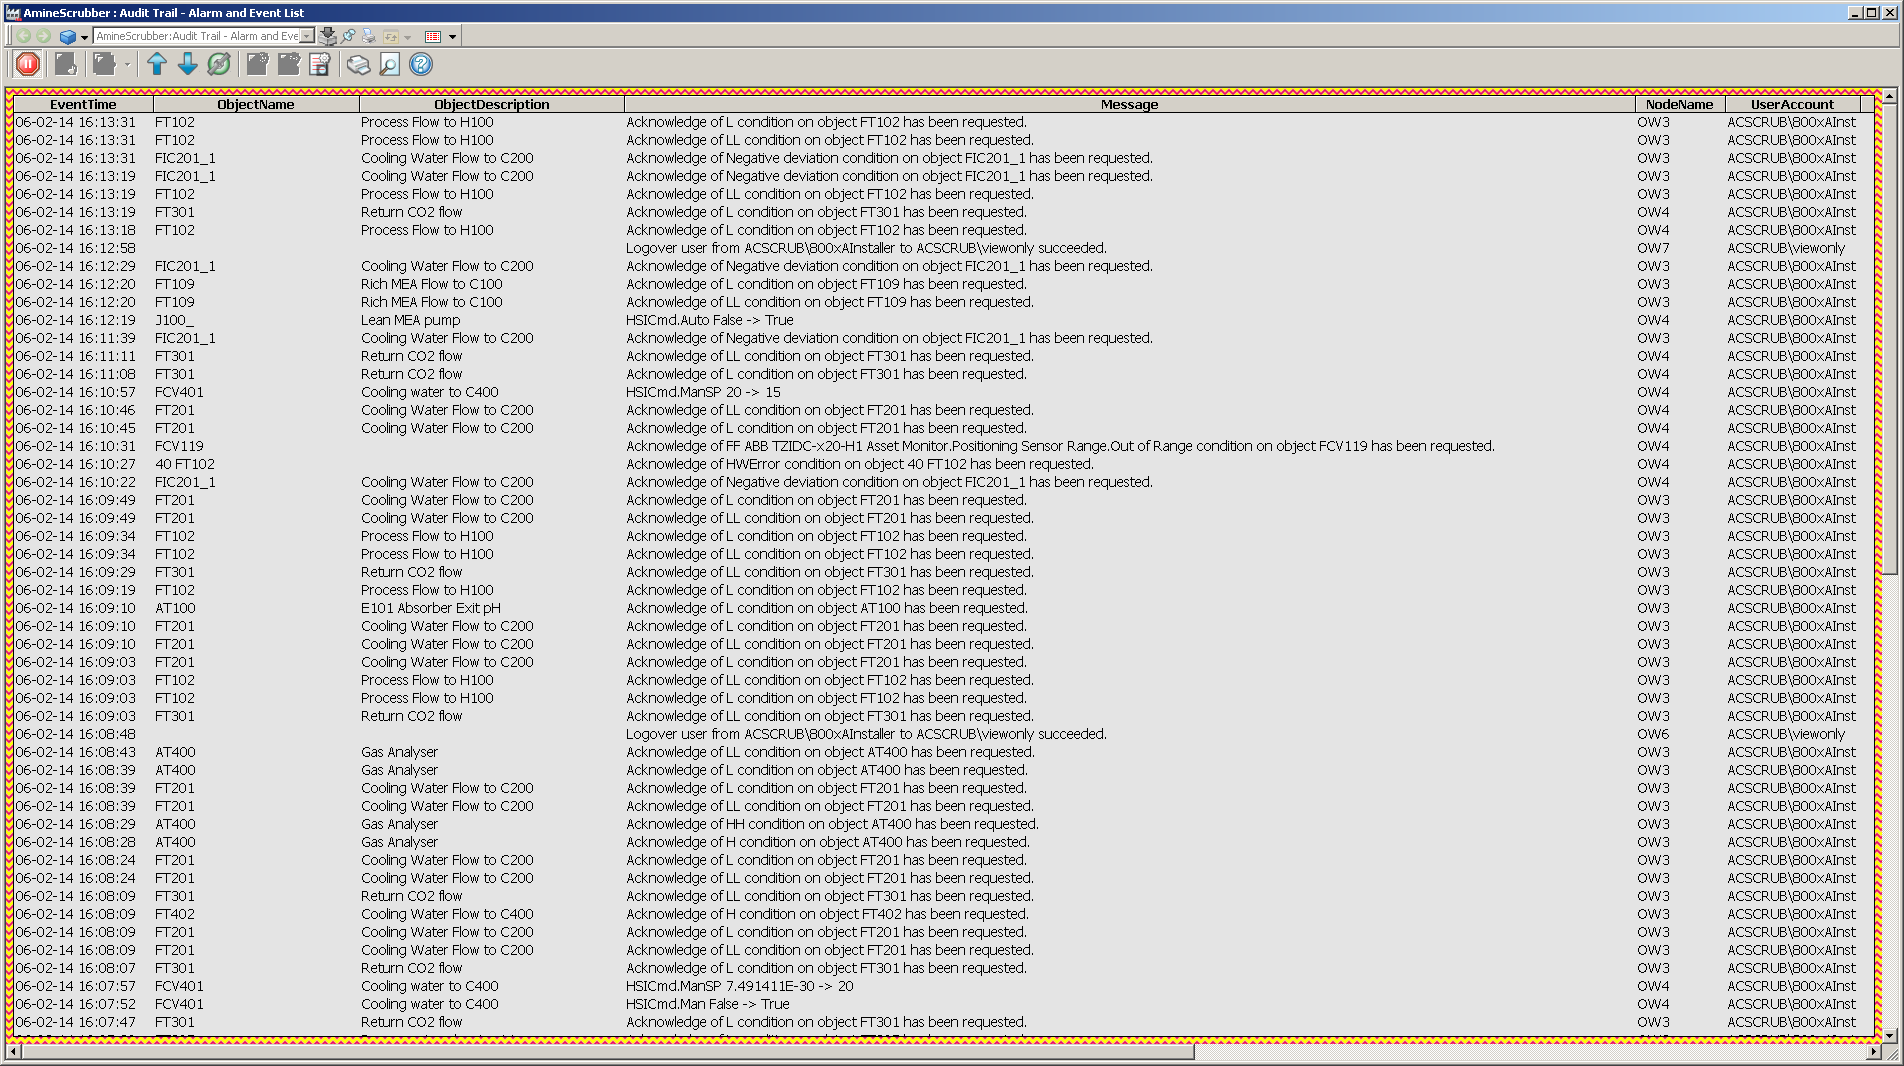 AmineScrubber : Audit Trail - Alarm and Event List
AmineScrubber:Audit Trail - Alarm and Eve
EventTime ObjectName ObjectDescription Message NodeName UserAccount
06-02-14 16:13:31 FT102 Process Flow to H100 Acknowledge of L condition on object FT102 has been requested. OW3 ACSCRUB\800xAInst
06-02-14 16:13:31 FT102 Process Flow to H100 Acknowledge of LL condition on object FT102 has been requested. OW3 ACSCRUB\800xAInst
06-02-14 16:13:31 FIC201_1 Cooling Water Flow to C200 Acknowledge of Negative deviation condition on object FIC201_1 has been requested. OW3 ACSCRUB\800xAInst
06-02-14 16:13:19 FIC201_1 Cooling Water Flow to C200 Acknowledge of Negative deviation condition on object FIC201_1 has been requested. OW3 ACSCRUB\800xAInst
06-02-14 16:13:19 FT102 Process Flow to H100 Acknowledge of LL condition on object FT102 has been requested. OW3 ACSCRUB\800xAInst
06-02-14 16:13:19 FT301 Return CO2 flow Acknowledge of L condition on object FT301 has been requested. OW4 ACSCRUB\800xAInst
06-02-14 16:13:18 FT102 Process Flow to H100 Acknowledge of L condition on object FT102 has been requested. OW4 ACSCRUB\800xAInst
06-02-14 16:12:58 Logover user from ACSCRUB\800xAInstaller to ACSCRUB\viewonly succeeded. OW7 ACSCRUB\viewonly
06-02-14 16:12:29 FIC201_1 Cooling Water Flow to C200 Acknowledge of Negative deviation condition on object FIC201_1 has been requested. OW3 ACSCRUB\800xAInst
06-02-14 16:12:20 FT109 Rich MEA Flow to C100 Acknowledge of L condition on object FT109 has been requested. OW3 ACSCRUB\800xAInst
06-02-14 16:12:20 FT109 Rich MEA Flow to C100 Acknowledge of LL condition on object FT109 has been requested. OW3 ACSCRUB\800xAInst
06-02-14 16:12:19 J100_ Lean MEA pump HSICmd.Auto False -> True OW4 ACSCRUB\800xAInst
06-02-14 16:11:39 FIC201_1 Cooling Water Flow to C200 Acknowledge of Negative deviation condition on object FIC201_1 has been requested. OW3 ACSCRUB\800xAInst
06-02-14 16:11:11 FT301 Return CO2 flow Acknowledge of LL condition on object FT301 has been requested. OW4 ACSCRUB\800xAInst
06-02-14 16:11:08 FT301 Return CO2 flow Acknowledge of L condition on object FT301 has been requested. OW4 ACSCRUB\800xAInst
06-02-14 16:10:57 FCV401 Cooling water to C400 HSICmd.ManSP 20 -> 15 OW4 ACSCRUB\800xAInst
06-02-14 16:10:46 FT201 Cooling Water Flow to C200 Acknowledge of LL condition on object FT201 has been requested. OW4 ACSCRUB\800xAInst
06-02-14 16:10:45 FT201 Cooling Water Flow to C200 Acknowledge of L condition on object FT201 has been requested. OW4 ACSCRUB\800xAInst
06-02-14 16:10:31 FCV119 Acknowledge of FF ABB TZIDC-x20-H1 Asset Monitor.Positioning Sensor Range.Out of Range condition on object FCV119 has been requested. OW4 ACSCRUB\800xAInst
06-02-14 16:10:27 40 FT102 Acknowledge of HWError condition on object 40 FT102 has been requested. OW4 ACSCRUB\800xAInst
06-02-14 16:10:22 FIC201_1 Cooling Water Flow to C200 Acknowledge of Negative deviation condition on object FIC201_1 has been requested. OW4 ACSCRUB\800xAInst
06-02-14 16:09:49 FT201 Cooling Water Flow to C200 Acknowledge of L condition on object FT201 has been requested. OW3 ACSCRUB\800xAInst
06-02-14 16:09:49 FT201 Cooling Water Flow to C200 Acknowledge of LL condition on object FT201 has been requested. OW3 ACSCRUB\800xAInst
06-02-14 16:09:34 FT102 Process Flow to H100 Acknowledge of L condition on object FT102 has been requested. OW3 ACSCRUB\800xAInst
06-02-14 16:09:34 FT102 Process Flow to H100 Acknowledge of LL condition on object FT102 has been requested. OW3 ACSCRUB\800xAInst
06-02-14 16:09:29 FT301 Return CO2 flow Acknowledge of LL condition on object FT301 has been requested. OW3 ACSCRUB\800xAInst
06-02-14 16:09:19 FT102 Process Flow to H100 Acknowledge of L condition on object FT102 has been requested. OW3 ACSCRUB\800xAInst
06-02-14 16:09:10 AT100 E101 Absorber Exit pH Acknowledge of L condition on object AT100 has been requested. OW3 ACSCRUB\800xAInst
06-02-14 16:09:10 FT201 Cooling Water Flow to C200 Acknowledge of L condition on object FT201 has been requested. OW3 ACSCRUB\800xAInst
06-02-14 16:09:10 FT201 Cooling Water Flow to C200 Acknowledge of LL condition on object FT201 has been requested. OW3 ACSCRUB\800xAInst
06-02-14 16:09:03 FT201 Cooling Water Flow to C200 Acknowledge of L condition on object FT201 has been requested. OW3 ACSCRUB\800xAInst
06-02-14 16:09:03 FT102 Process Flow to H100 Acknowledge of LL condition on object FT102 has been requested. OW3 ACSCRUB\800xAInst
06-02-14 16:09:03 FT102 Process Flow to H100 Acknowledge of L condition on object FT102 has been requested. OW3 ACSCRUB\800xAInst
06-02-14 16:09:03 FT301 Return CO2 flow Acknowledge of LL condition on object FT301 has been requested. OW3 ACSCRUB\800xAInst
06-02-14 16:08:48 Logover user from ACSCRUB\800xAInstaller to ACSCRUB\viewonly succeeded. OW6 ACSCRUB\viewonly
06-02-14 16:08:43 AT400 Gas Analyser Acknowledge of LL condition on object AT400 has been requested. OW3 ACSCRUB\800xAInst
06-02-14 16:08:39 AT400 Gas Analyser Acknowledge of L condition on object AT400 has been requested. OW3 ACSCRUB\800xAInst
06-02-14 16:08:39 FT201 Cooling Water Flow to C200 Acknowledge of L condition on object FT201 has been requested. OW3 ACSCRUB\800xAInst
06-02-14 16:08:39 FT201 Cooling Water Flow to C200 Acknowledge of LL condition on object FT201 has been requested. OW3 ACSCRUB\800xAInst
06-02-14 16:08:29 AT400 Gas Analyser Acknowledge of HH condition on object AT400 has been requested. OW3 ACSCRUB\800xAInst
06-02-14 16:08:28 AT400 Gas Analyser Acknowledge of H condition on object AT400 has been requested. OW3 ACSCRUB\800xAInst
06-02-14 16:08:24 FT201 Cooling Water Flow to C200 Acknowledge of L condition on object FT201 has been requested. OW3 ACSCRUB\800xAInst
06-02-14 16:08:24 FT201 Cooling Water Flow to C200 Acknowledge of LL condition on object FT201 has been requested. OW3 ACSCRUB\800xAInst
06-02-14 16:08:09 FT301 Return CO2 flow Acknowledge of LL condition on object FT301 has been requested. OW3 ACSCRUB\800xAInst
06-02-14 16:08:09 FT402 Cooling Water Flow to C400 Acknowledge of H condition on object FT402 has been requested. OW3 ACSCRUB\800xAInst
06-02-14 16:08:09 FT201 Cooling Water Flow to C200 Acknowledge of L condition on object FT201 has been requested. OW3 ACSCRUB\800xAInst
06-02-14 16:08:09 FT201 Cooling Water Flow to C200 Acknowledge of LL condition on object FT201 has been requested. OW3 ACSCRUB\800xAInst
06-02-14 16:08:07 FT301 Return CO2 flow Acknowledge of L condition on object FT301 has been requested. OW3 ACSCRUB\800xAInst
06-02-14 16:07:57 FCV401 Cooling water to C400 HSICmd.ManSP 7.491411E-30 -> 20 OW4 ACSCRUB\800xAInst
06-02-14 16:07:52 FCV401 Cooling water to C400 HSICmd.Man False -> True OW4 ACSCRUB\800xAInst
06-02-14 16:07:47 FT301 Return CO2 flow Acknowledge of L condition on object FT301 has been requested. OW3 ACSCRUB\800xAInst